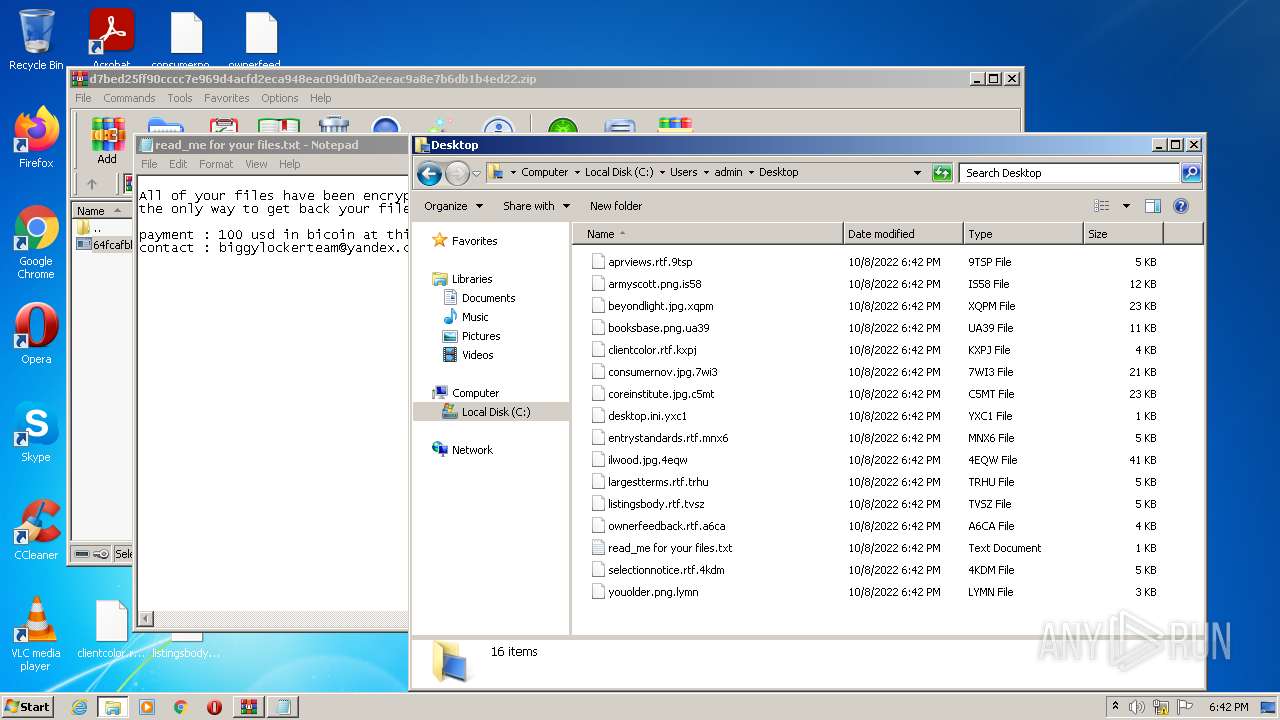 Recycle Bin
Acrobat
consumerno...
ownerfeed...
Firefox
Google
Chrome
Opera
Skype
CCleaner
VLC media
player
clientcolor.r...
listingsbody...
d7bed25ff90cccc7e969d4acfd2eca948eac09d0fba2eeac9a8e7b6db1b4ed22.zip
File Commands Tools Favorites Options Help
Add
Name
..
64fcafbl
Sele
read_me for your files.txt - Notepad
File Edit Format View Help
All of your files have been encryp
the only way to get back your file
payment : 100 usd in bicoin at thi
contact : biggylockerteam@yandex.c
Desktop
Computer Local Disk (C:) Users admin Desktop
Search Desktop
Organize Share with New folder
Favorites
Libraries
Documents
Music
Pictures
Videos
Computer
Local Disk (C:)
Network
Name Date modified Type Size
aprviews.rtf.9tsp 10/8/2022 6:42 PM 9TSP File 5 KB
armyscott.png.is58 10/8/2022 6:42 PM IS58 File 12 KB
beyondlight.jpg.xqpm 10/8/2022 6:42 PM XQPM File 23 KB
booksbase.png.ua39 10/8/2022 6:42 PM UA39 File 11 KB
clientcolor.rtf.kxpj 10/8/2022 6:42 PM KXPJ File 4 KB
consumernov.jpg.7wi3 10/8/2022 6:42 PM 7WI3 File 21 KB
coreinstitute.jpg.c5mt 10/8/2022 6:42 PM C5MT File 23 KB
desktop.ini.yxc1 10/8/2022 6:42 PM YXC1 File 1 KB
entrystandards.rtf.mnx6 10/8/2022 6:42 PM MNX6 File 5 KB
ilwood.jpg.4eqw 10/8/2022 6:42 PM 4EQW File 41 KB
largestterms.rtf.trhu 10/8/2022 6:42 PM TRHU File 5 KB
listingsbody.rtf.tvsz 10/8/2022 6:42 PM TVSZ File 5 KB
ownerfeedback.rtf.a6ca 10/8/2022 6:42 PM A6CA File 4 KB
read_me for your files.txt 10/8/2022 6:42 PM Text Document 1 KB
selectionnotice.rtf.4kdm 10/8/2022 6:42 PM 4KDM File 5 KB
youolder.png.lymn 10/8/2022 6:42 PM LYMN File 3 KB
16 items
ANY RUN
Start
6:42 PM